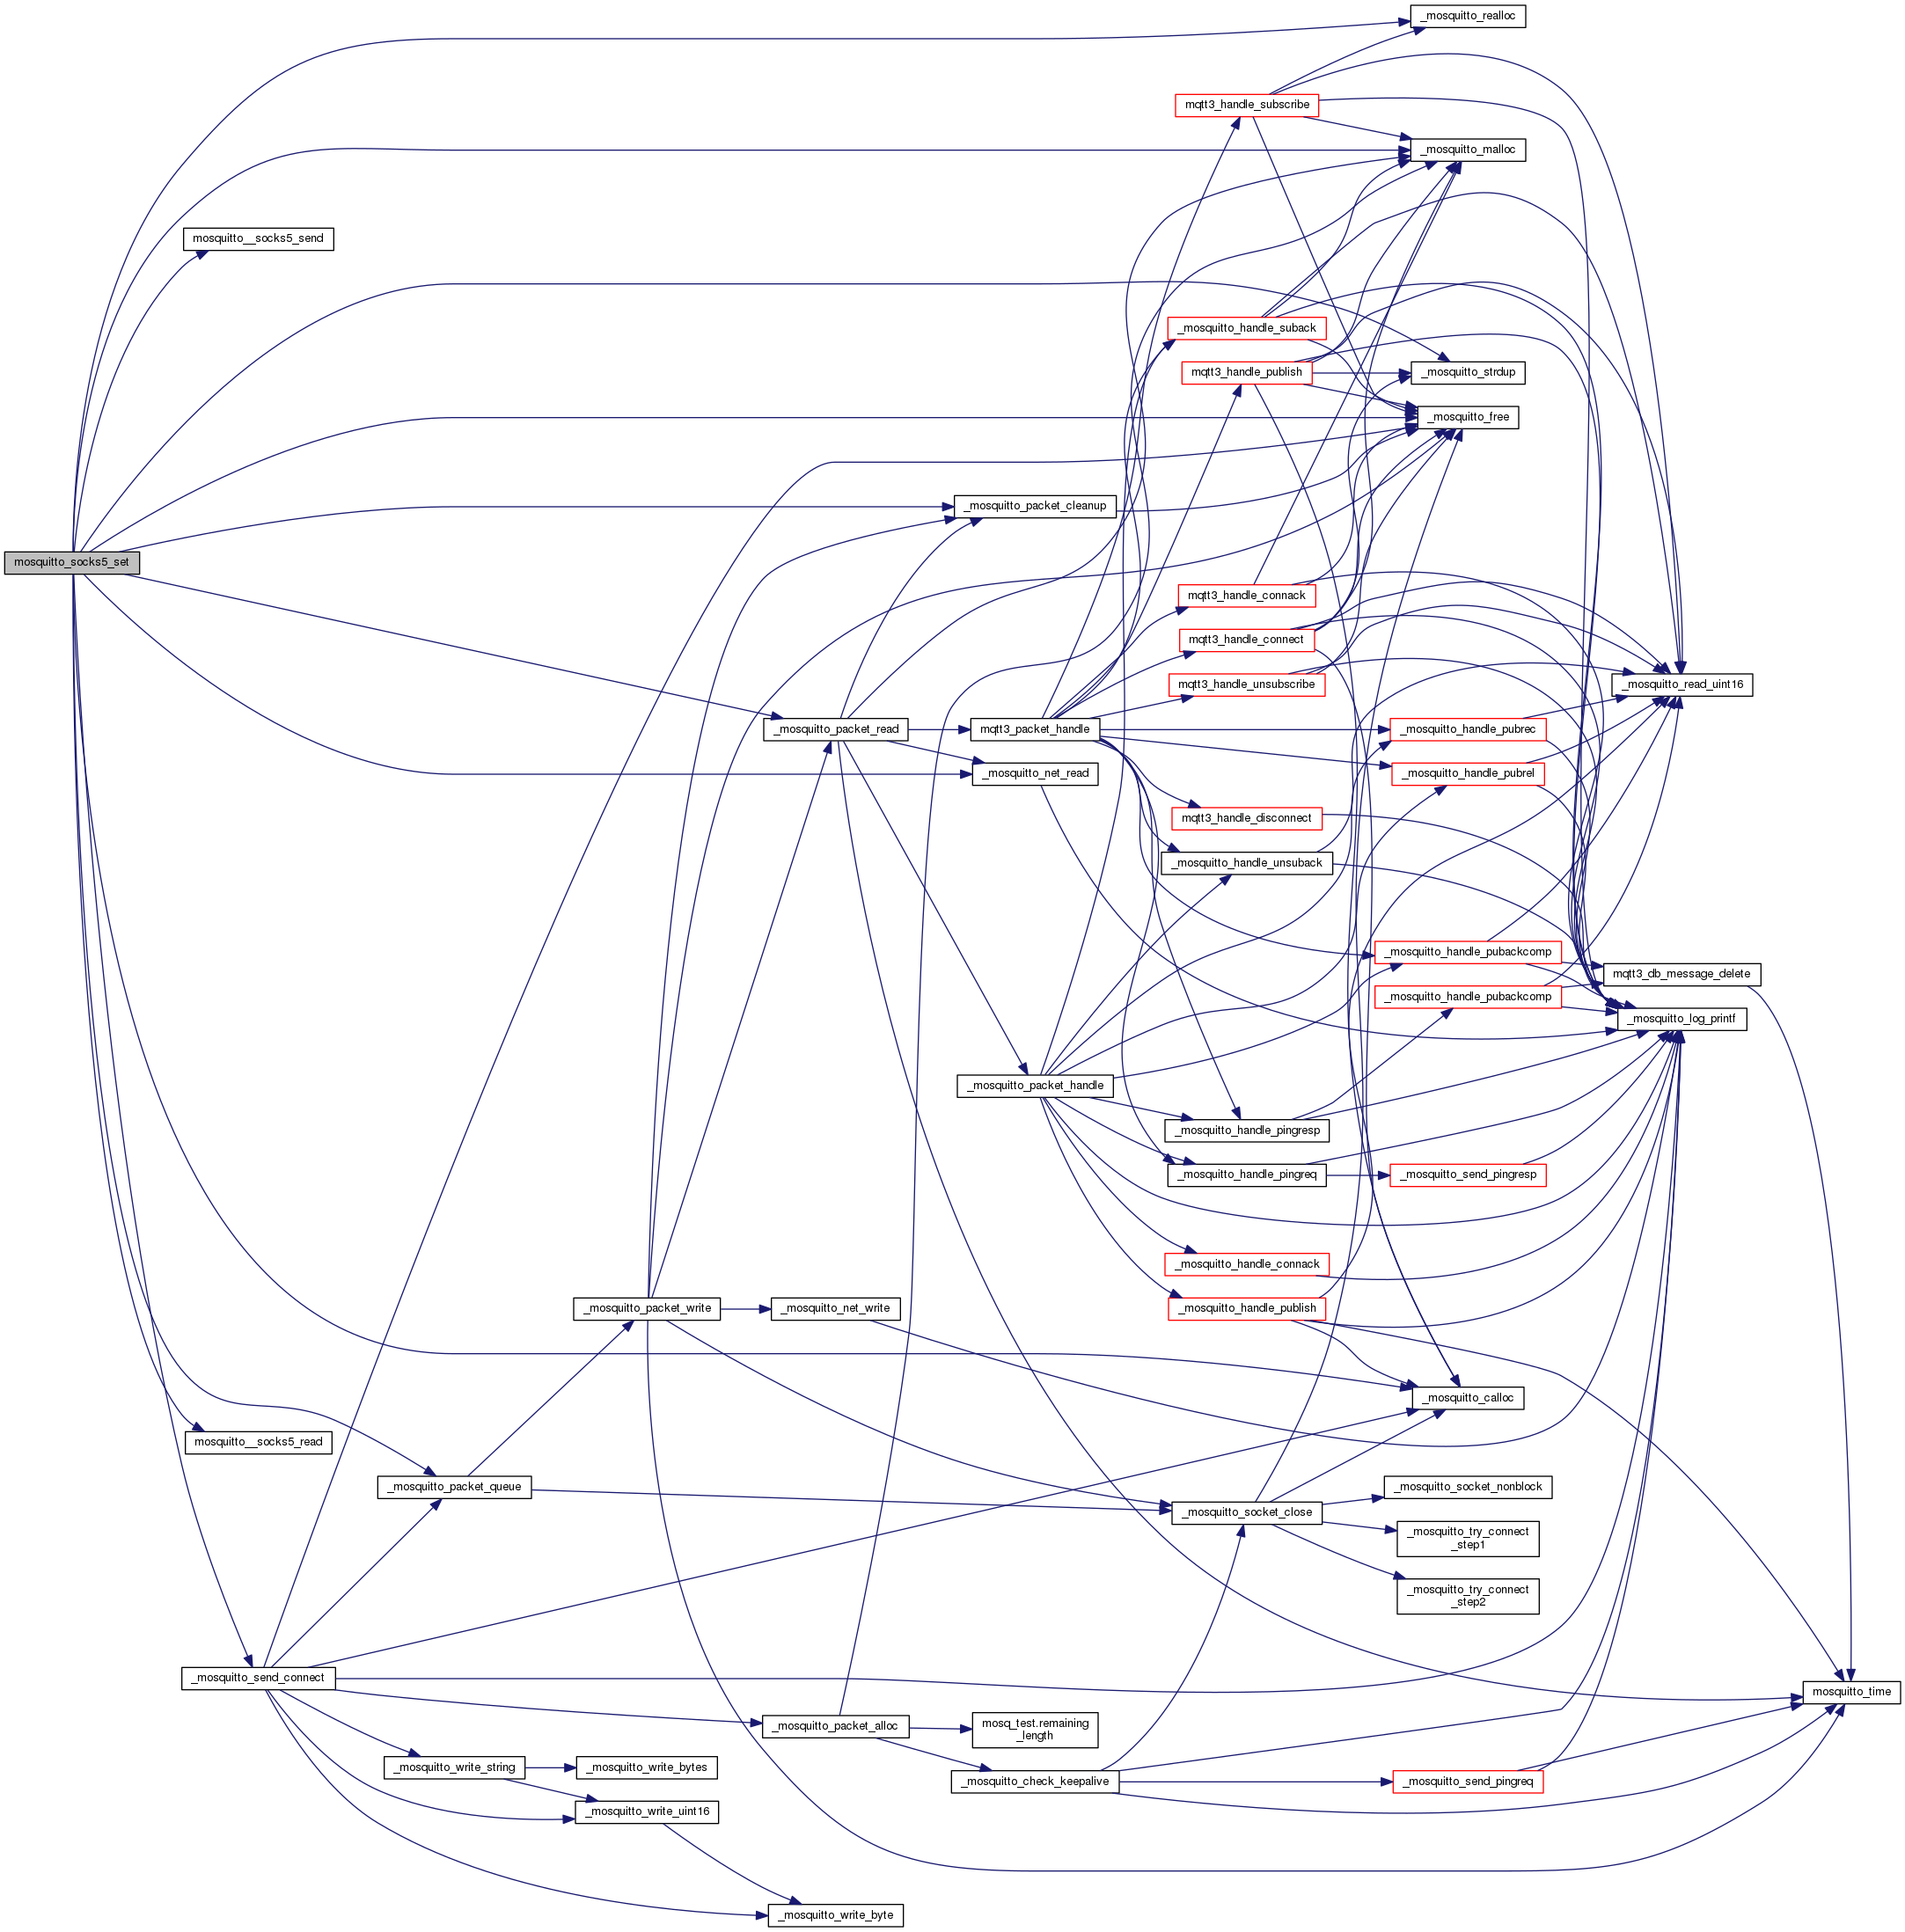 _mosquitto_realloc
mqtt3_handle_subscribe
_mosquitto_malloc
mosquitto__socks5_send
_mosquitto_handle_suback
mqtt3_handle_publish
_mosquitto_strdup
_mosquitto_free
_mosquitto_packet_cleanup
mosquitto_socks5_set
mqtt3_handle_connack
mqtt3_handle_connect
mqtt3_handle_unsubscribe
_mosquitto_read_uint16
_mosquitto_packet_read
mqtt3_packet_handle
_mosquitto_handle_pubrec
_mosquitto_net_read
_mosquitto_handle_pubrel
mqtt3_handle_disconnect
_mosquitto_handle_unsuback
_mosquitto_handle_pubackcomp
mqtt3_db_message_delete
_mosquitto_handle_pubackcomp
_mosquitto_log_printf
_mosquitto_packet_handle
_mosquitto_handle_pingresp
_mosquitto_handle_pingreq
_mosquitto_send_pingresp
_mosquitto_handle_connack
_mosquitto_packet_write
_mosquitto_net_write
_mosquitto_handle_publish
_mosquitto_calloc
mosquitto__socks5_read
_mosquitto_packet_queue
_mosquitto_socket_nonblock
_mosquitto_socket_close
_mosquitto_try_connect
_step1
_mosquitto_try_connect
_step2
_mosquitto_send_connect
mosquitto_time
_mosquitto_packet_alloc
mosq_test.remaining
_length
_mosquitto_write_string
_mosquitto_write_bytes
_mosquitto_check_keepalive
_mosquitto_send_pingreq
_mosquitto_write_uint16
_mosquitto_write_byte